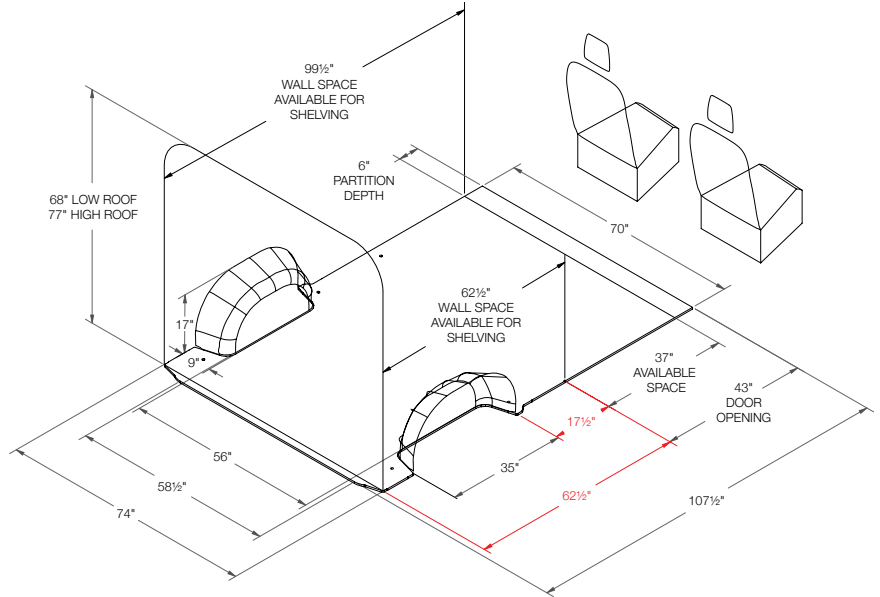 99½"
WALL SPACE
AVAILABLE FOR
SHELVING
6"
PARTITION
DEPTH
68" LOW ROOF
77" HIGH ROOF
70"
62½"
WALL SPACE
AVAILABLE FOR
SHELVING
17"
9"
37"
AVAILABLE
SPACE
43"
DOOR
OPENING
17½"
56"
35"
58½"
62½"
107½"
74"